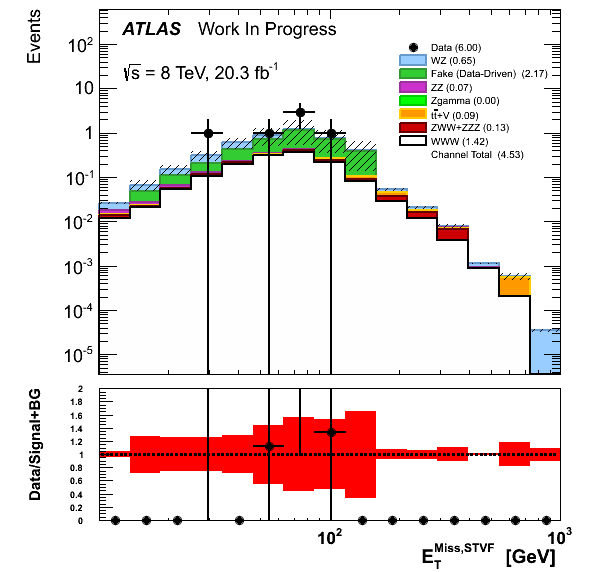 Events
ATLAS Work In Progress
√s = 8 TeV, 20.3 fb⁻¹
Data (6.00)
WZ (0.65)
Fake (Data-Driven) (2.17)
ZZ (0.07)
Zgamma (0.00)
tt̄+V (0.09)
ZWW+ZZZ (0.13)
WWW (1.42)
Channel Total (4.53)
10²
10
1
10⁻¹
10⁻²
10⁻³
10⁻⁴
10⁻⁵
Data/Signal+BG
2
1.8
1.6
1.4
1.2
1
0.8
0.6
0.4
0.2
0
10² 10³
E_T^Miss,STVF [GeV]